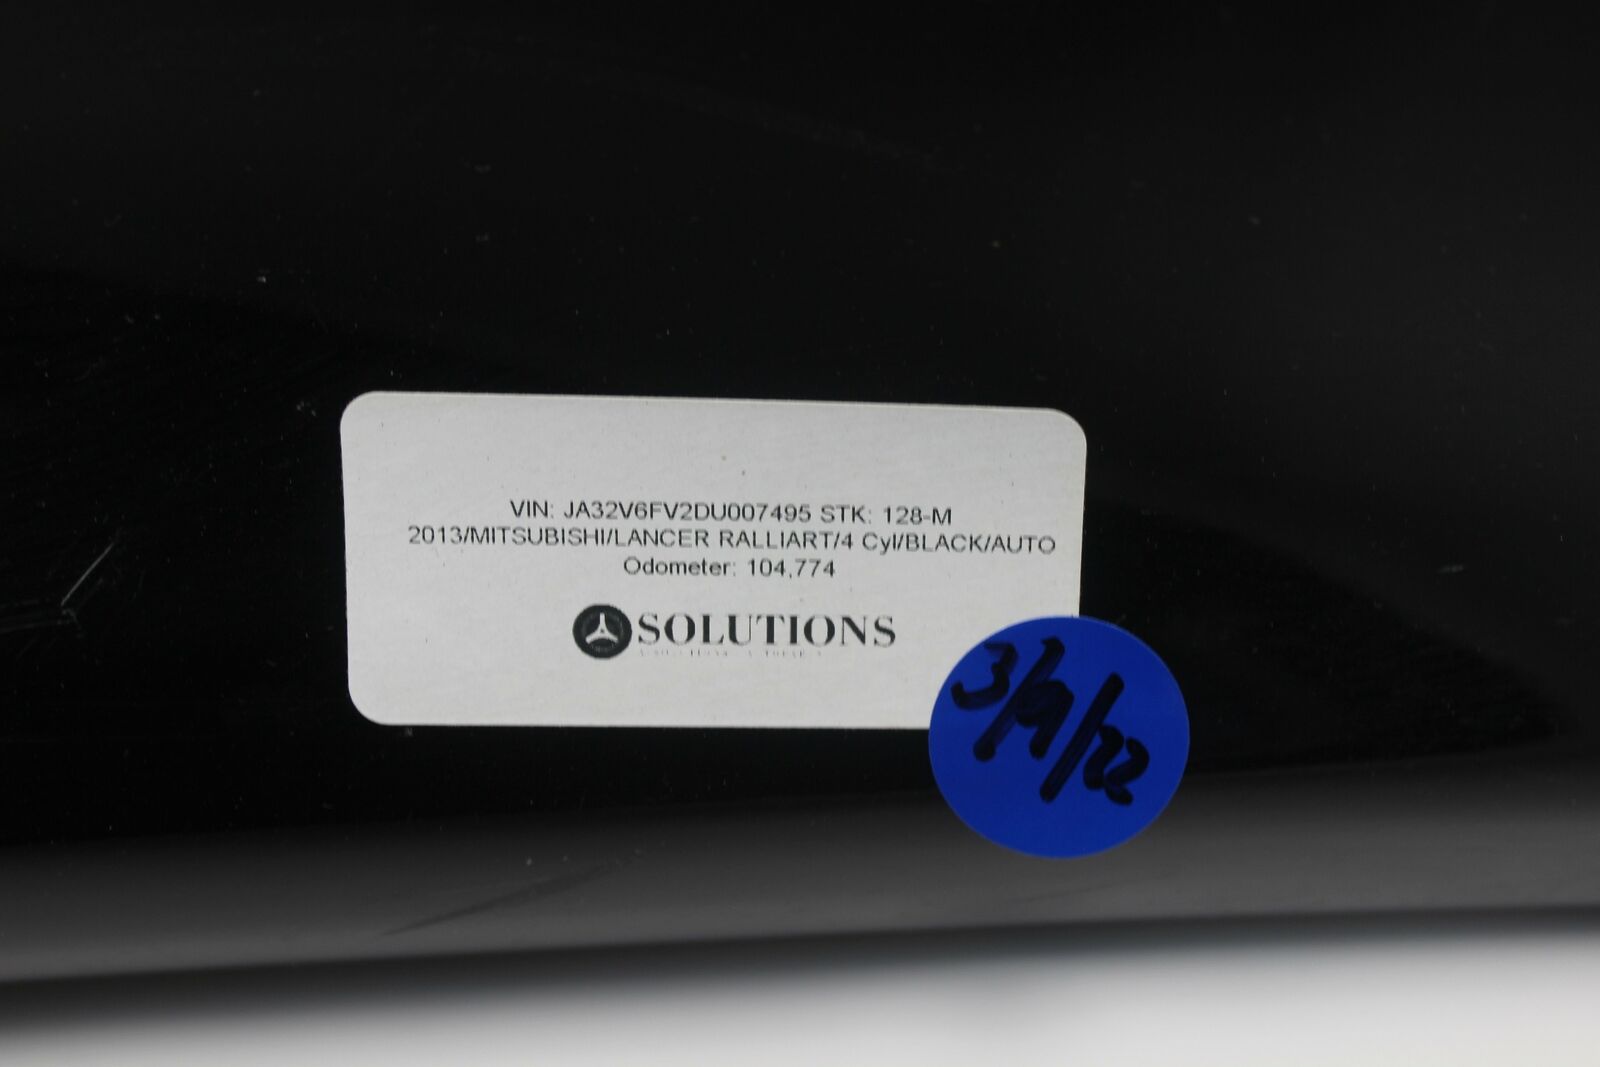 VIN: JA32V6FV2DU007495 STK: 128-M
2013/MITSUBISHI/LANCER RALLIART/4 Cyl/BLACK/AUTO
Odometer: 104,774
SOLUTIONS
3/9/22